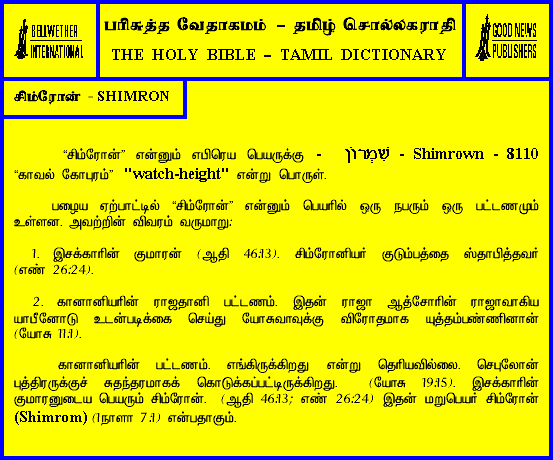 BELLWETHER
INTERNATIONAL
பரிசுத்த வேதாகமம் – தமிழ் சொல்லகராதி
THE HOLY BIBLE – TAMIL DICTIONARY
GOOD NEWS
PUBLISHERS
சிம்ரோன் - SHIMRON
“சிம்ரோன்” என்னும் எபிரெய பெயருக்கு - שִׁמְרוֹן - Shimrown - 8110
“காவல் கோபுரம்” "watch-height" என்று பொருள்.
பழைய ஏற்பாட்டில் “சிம்ரோன்” என்னும் பெயரில் ஒரு நபரும் ஒரு பட்டணமும்
உள்ளன. அவற்றின் விவரம் வருமாறு:
1. இசக்காரின் குமாரன் (ஆதி 46:13). சிம்ரோனியர் குடும்பத்தை ஸ்தாபித்தவர்
(எண் 26:24).
2. கானானியரின் ராஜதானி பட்டணம். இதன் ராஜா ஆத்சோரின் ராஜாவாகிய
யாபீனோடு உடன்படிக்கை செய்து யோசுவாவுக்கு விரோதமாக யுத்தம்பண்ணினான்
(யோசு 11:1).
கானானியரின் பட்டணம். எங்கிருக்கிறது என்று தெரியவில்லை. செபுலோன்
புத்திரருக்குச் சுதந்தரமாகக் கொடுக்கப்பட்டிருக்கிறது. (யோசு 19:15). இசக்காரின்
குமாரனுடைய பெயரும் சிம்ரோன். (ஆதி 46:13; எண் 26:24) இதன் மறுபெயர் சிம்ரோன்
(Shimrom) (1நாளா 7:1) என்பதாகும்.